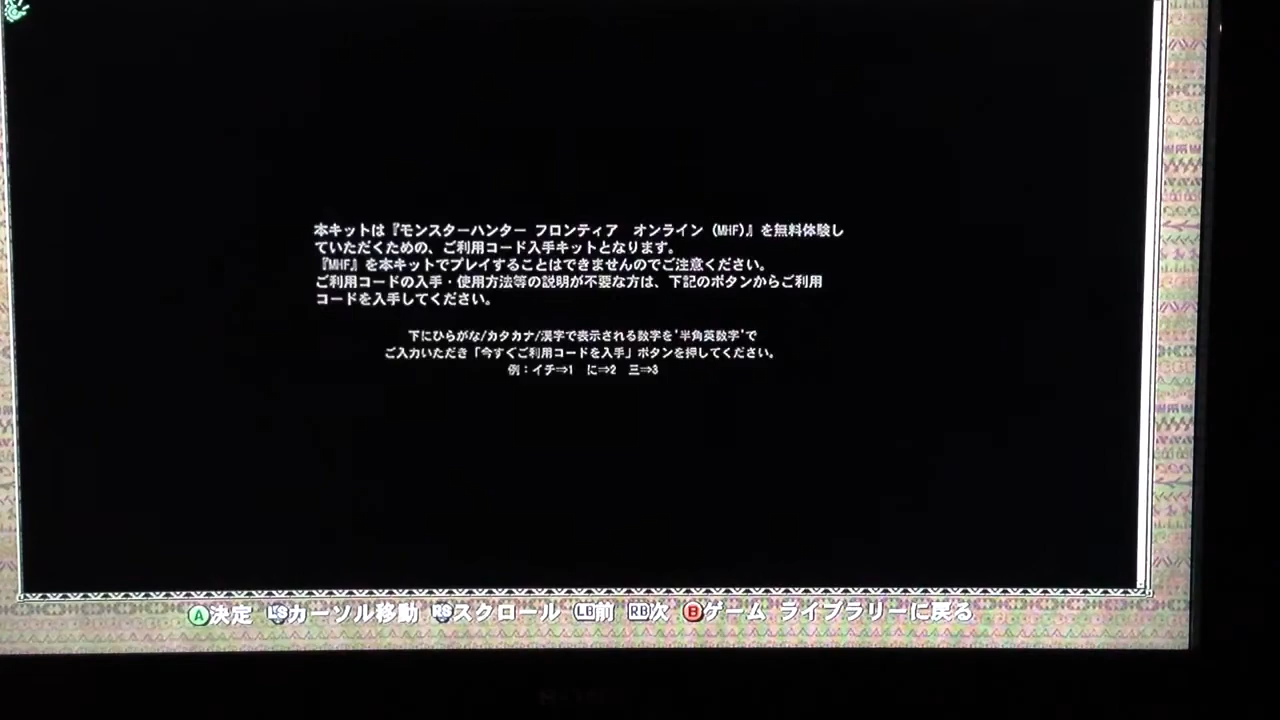 本キットは『モンスターハンター フロンティア　オンライン (MHF)』を無料体験し
ていただくための、ご利用コード入手キットとなります。
『MHF』を本キットでプレイすることはできませんのでご注意ください。
ご利用コードの入手・使用方法等の説明が不要な方は、下記のボタンからご利用
コードを入手してください。
下にひらがな/カタカナ/漢字で表示される数字を'半角英数字'で
ご入力いただき「今すぐご利用コードを入手」ボタンを押してください。
例：イチ⇒1　に⇒2　三⇒3
A決定 LSカーソル移動 RSスクロール LB前 RB次 Bゲーム ライブラリーに戻る